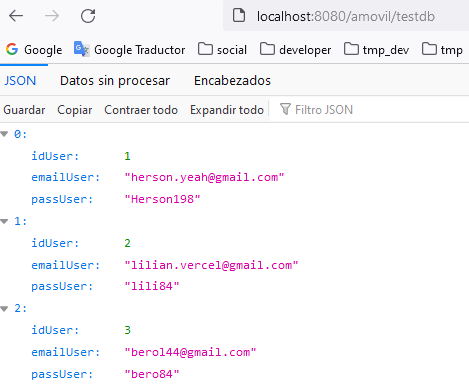 localhost:8080/amovil/testdb
Google Google Traductor social developer tmp_dev tmp
JSON Datos sin procesar Encabezados
Guardar Copiar Contraer todo Expandir todo Filtro JSON
0:
idUser: 1
emailUser: "herson.yeah@gmail.com"
passUser: "Herson198"
1:
idUser: 2
emailUser: "lilian.vercel@gmail.com"
passUser: "lili84"
2:
idUser: 3
emailUser: "berol44@gmail.com"
passUser: "bero84"